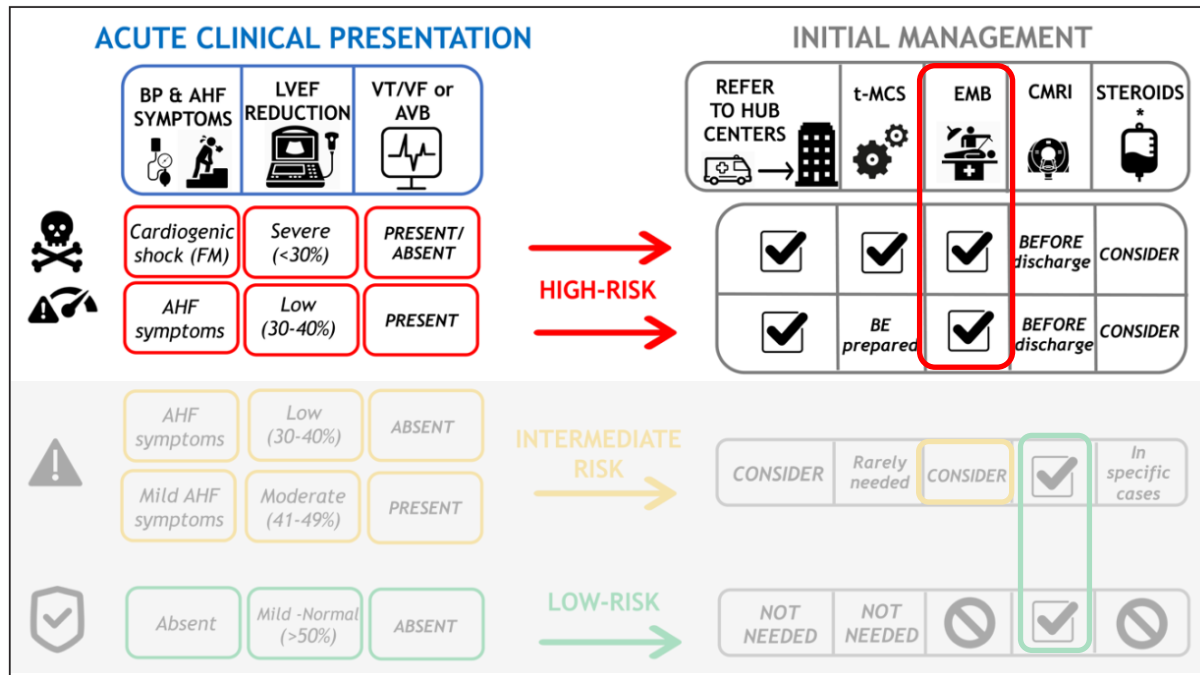 ACUTE CLINICAL PRESENTATION
INITIAL MANAGEMENT
BP & AHF
SYMPTOMS
LVEF
REDUCTION
VT/VF or
AVB
REFER
TO HUB
CENTERS
t-MCS
EMB
CMRI
STEROIDS
*
Cardiogenic
shock (FM)
Severe
(<30%)
PRESENT/
ABSENT
BEFORE
discharge
CONSIDER
HIGH-RISK
AHF
symptoms
Low
(30-40%)
PRESENT
BE
prepared
BEFORE
discharge
CONSIDER
AHF
symptoms
Low
(30-40%)
ABSENT
INTERMEDIATE
RISK
Mild AHF
symptoms
Moderate
(41-49%)
PRESENT
CONSIDER
Rarely
needed
CONSIDER
In
specific
cases
Absent
Mild -Normal
(>50%)
ABSENT
LOW-RISK
NOT
NEEDED
NOT
NEEDED